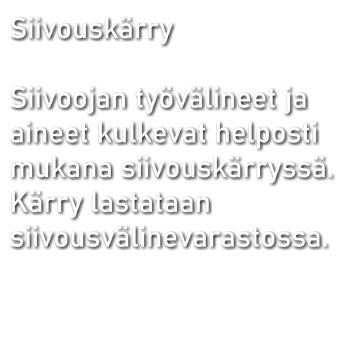 Siivouskärry
Siivoojan työvälineet ja
aineet kulkevat helposti
mukana siivouskärryssä.
Kärry lastataan
siivousvälinevarastossa.